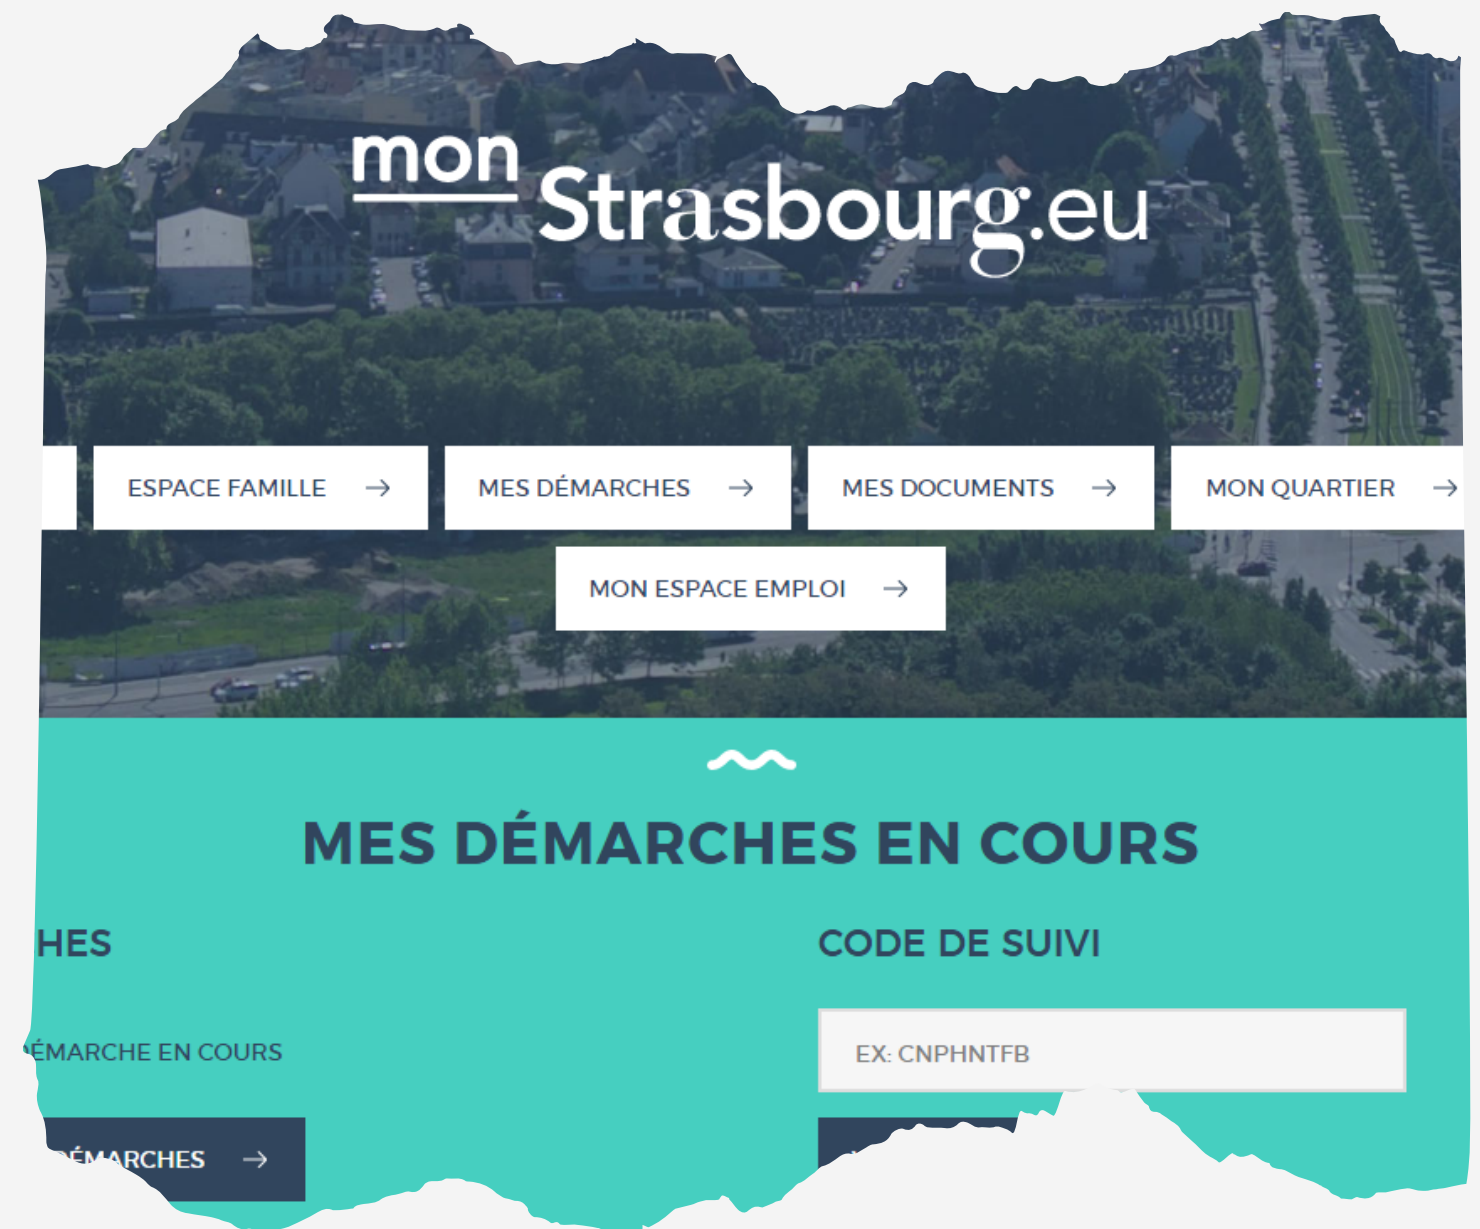 mon
Strasbourg.eu
ESPACE FAMILLE → MES DÉMARCHES → MES DOCUMENTS → MON QUARTIER →
MON ESPACE EMPLOI →
MES DÉMARCHES EN COURS
HES CODE DE SUIVI
ÉMARCHE EN COURS
EX: CNPHNTFB
ÉMARCHES →